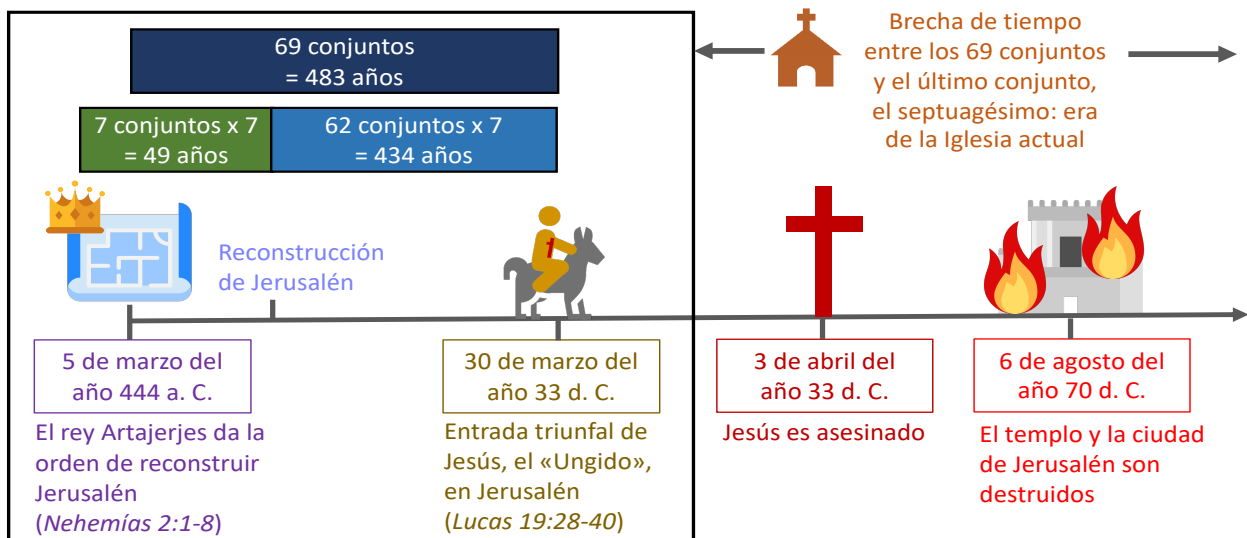 69 conjuntos
= 483 años
7 conjuntos x 7
= 49 años
62 conjuntos x 7
= 434 años
Brecha de tiempo
entre los 69 conjuntos
y el último conjunto,
el septuagésimo: era
de la Iglesia actual
Reconstrucción
de Jerusalén
5 de marzo del
año 444 a. C.
El rey Artajerjes da la
orden de reconstruir
Jerusalén
(Nehemías 2:1-8)
30 de marzo del
año 33 d. C.
Entrada triunfal de
Jesús, el «Ungido»,
en Jerusalén
(Lucas 19:28-40)
3 de abril del
año 33 d. C.
Jesús es asesinado
6 de agosto del
año 70 d. C.
El templo y la ciudad
de Jerusalén son
destruidos